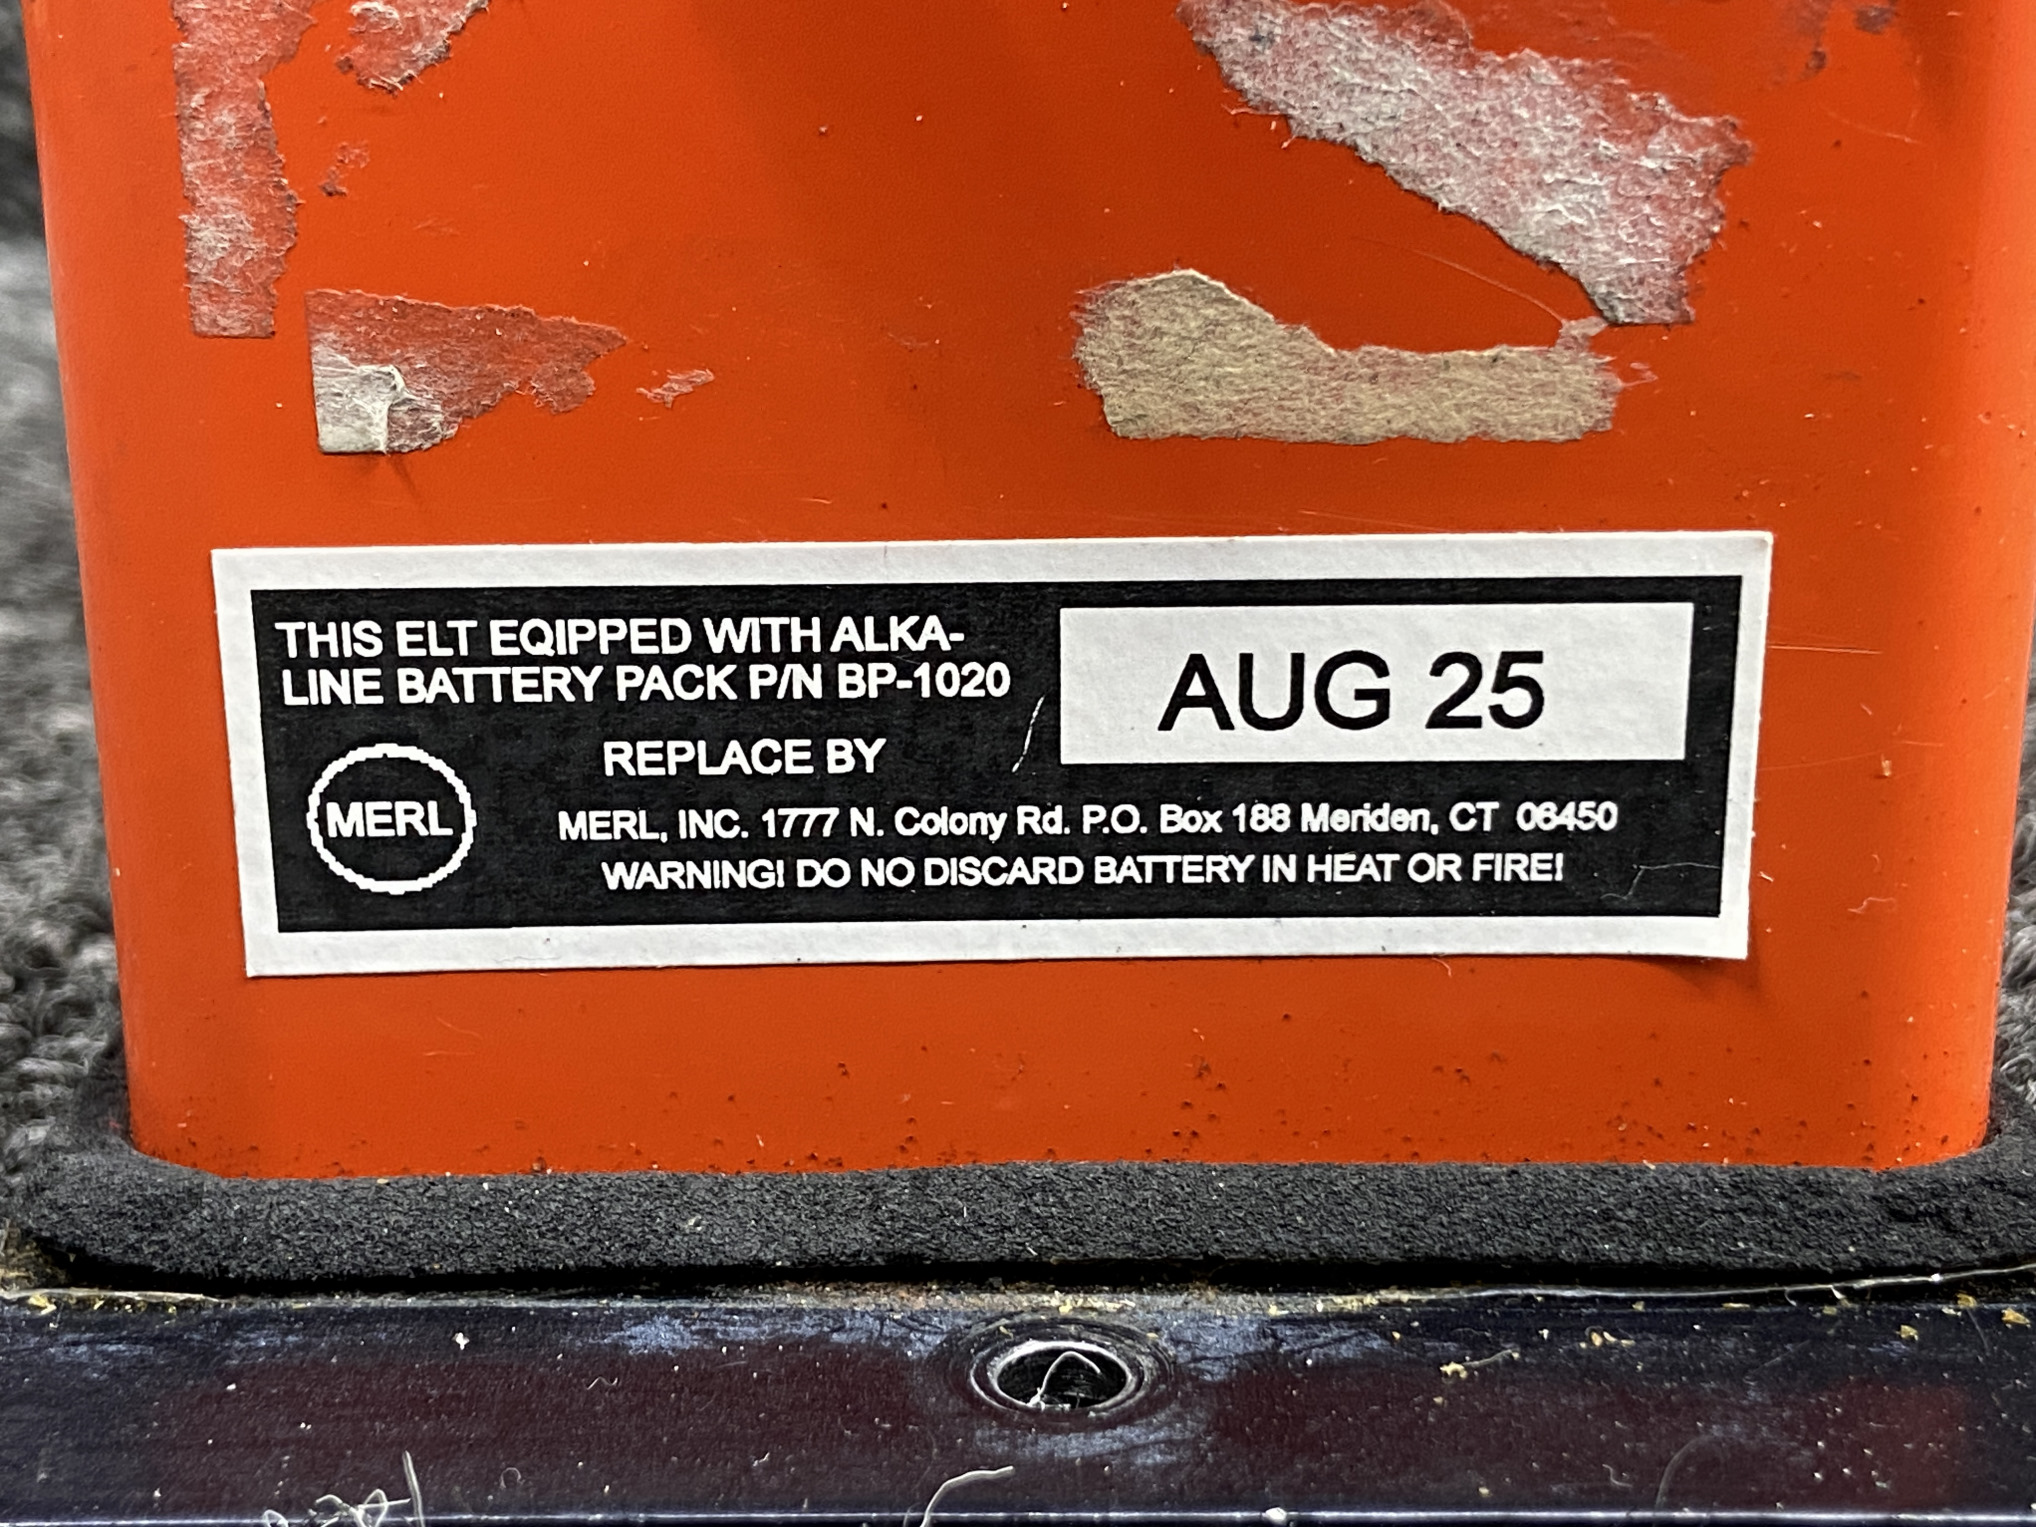 THIS ELT EQIPPED WITH ALKA-
LINE BATTERY PACK P/N BP-1020
AUG 25
REPLACE BY
MERL
MERL, INC. 1777 N. Colony Rd. P.O. Box 188 Meriden, CT 06450
WARNING! DO NO DISCARD BATTERY IN HEAT OR FIRE!